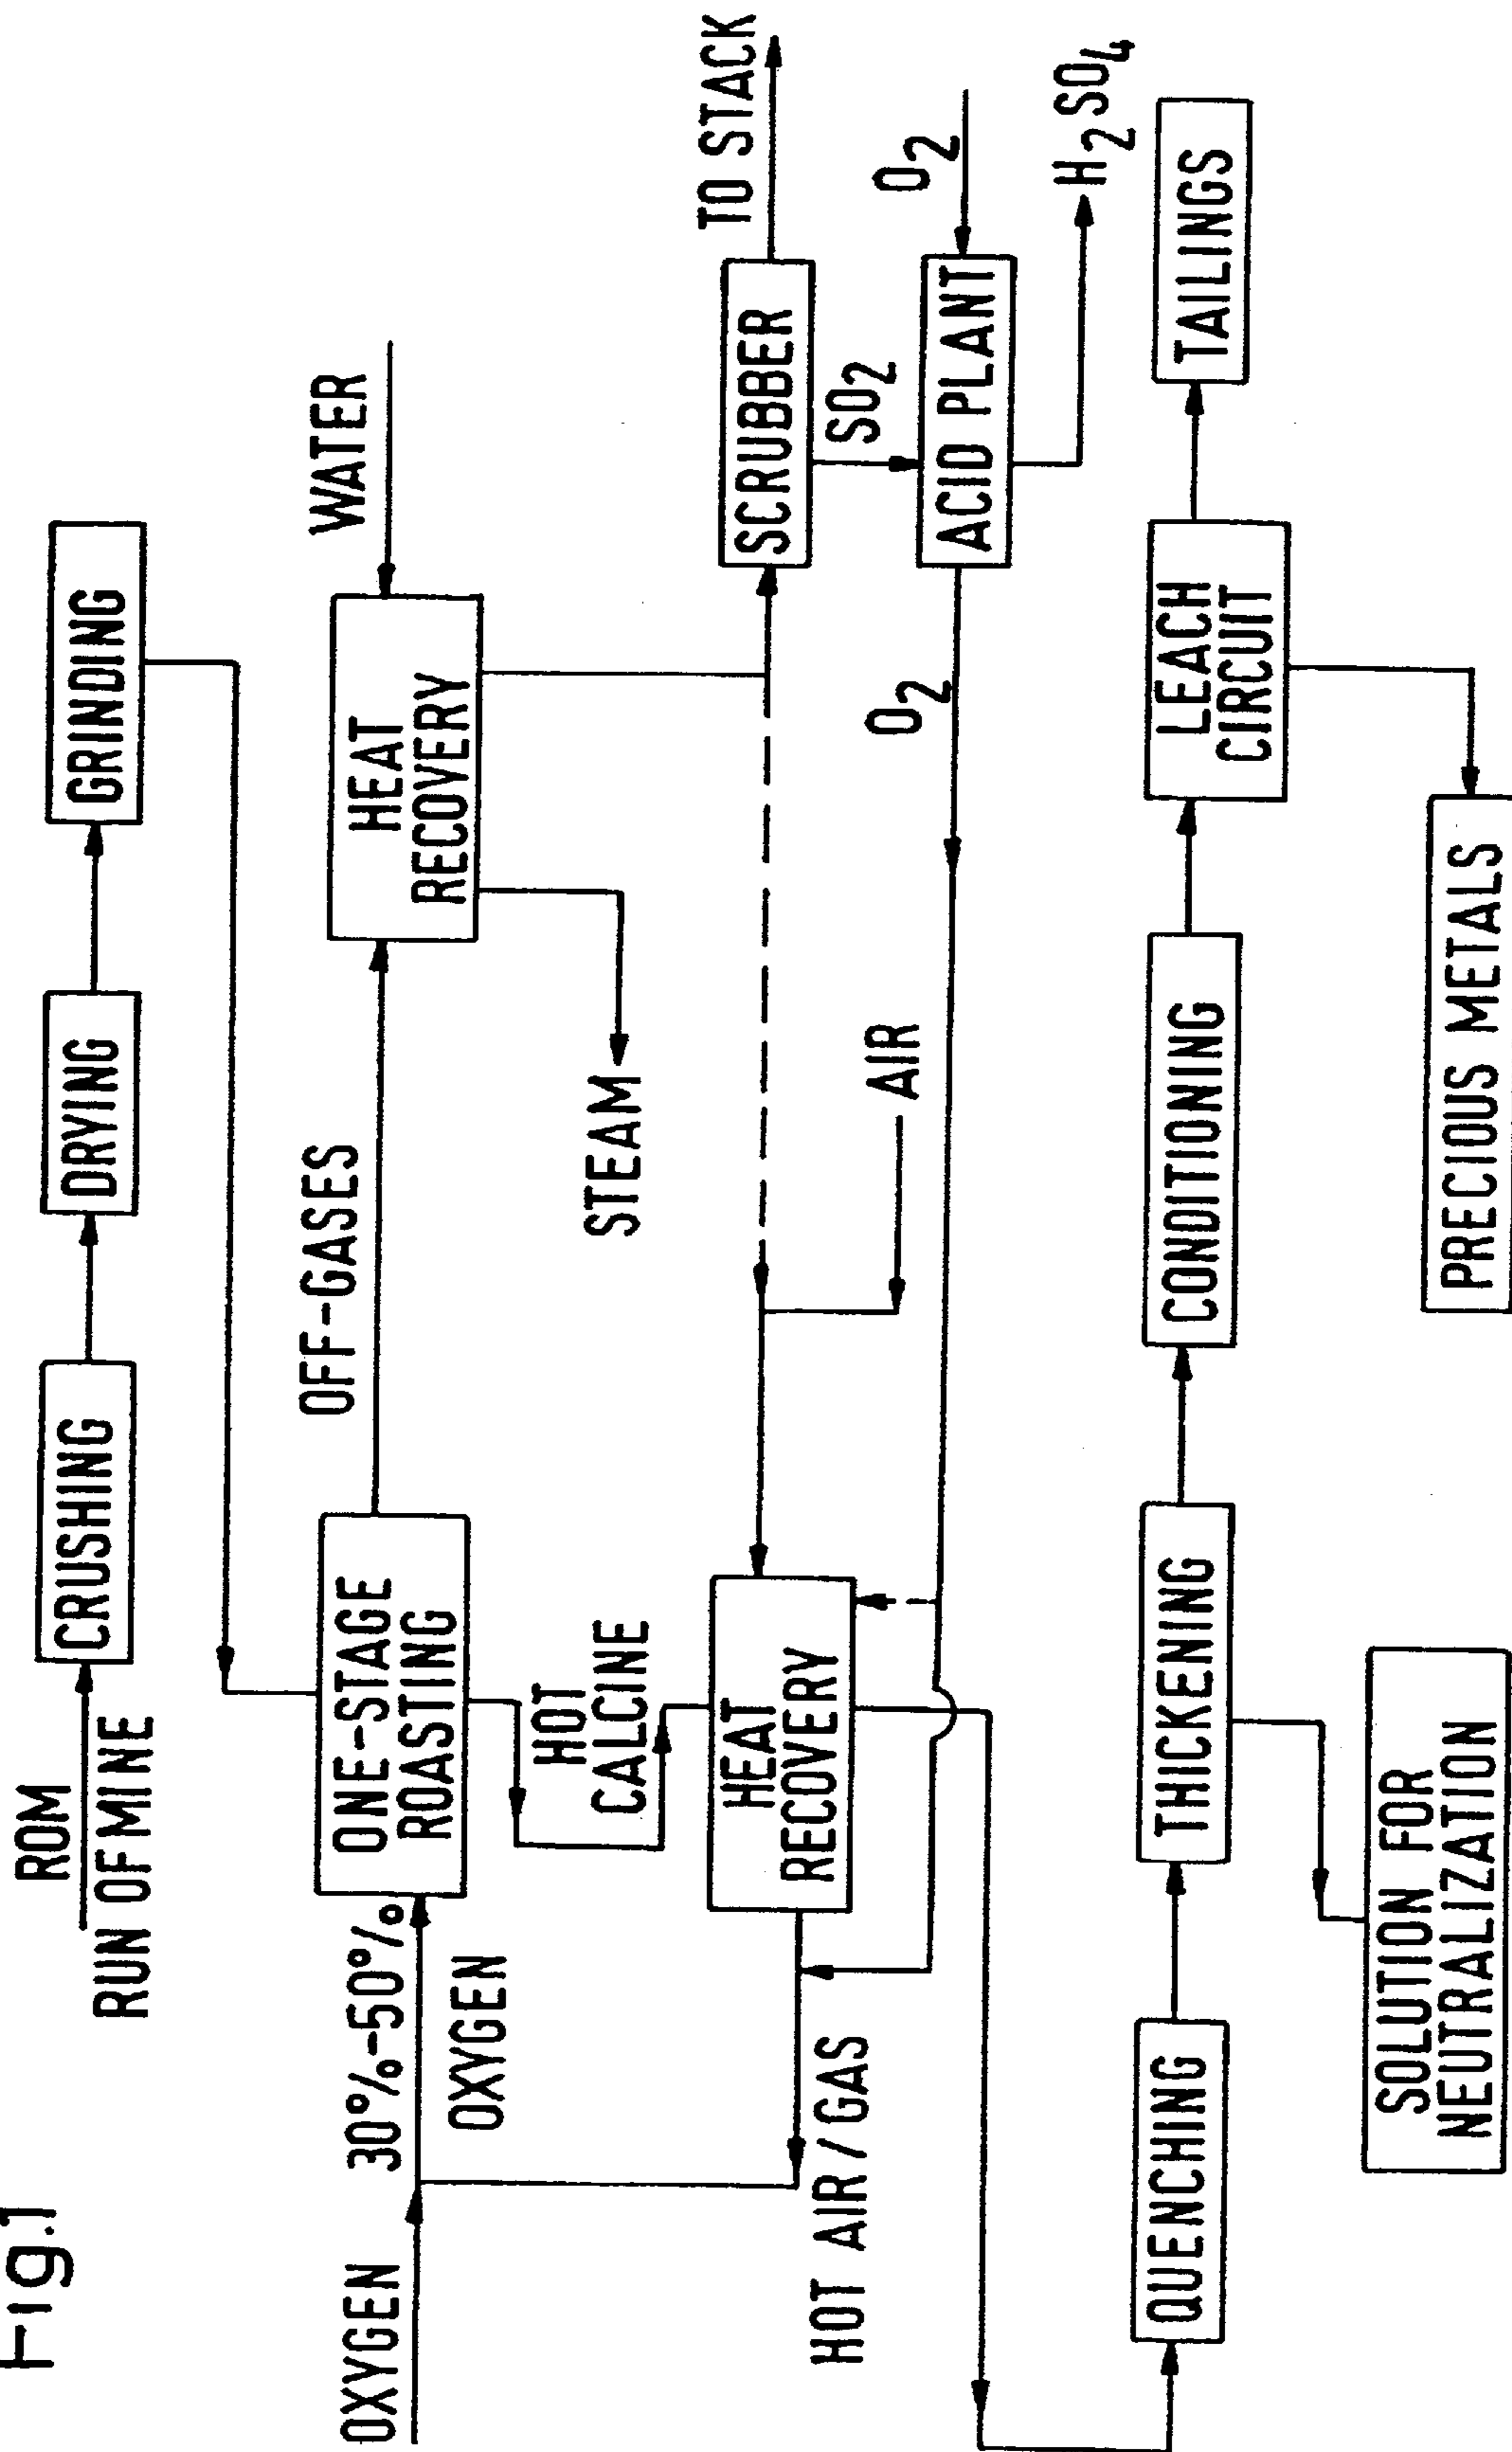 Fig.1
ROM
RUN OF MINE
CRUSHING
DRYING
GRINDING
OXYGEN
30%-50%
OXYGEN
ONE-STAGE
ROASTING
OFF-GASES
HEAT
RECOVERY
WATER
STEAM
HOT
CALCINE
HEAT
RECOVERY
HOT AIR/GAS
AIR
SCRUBBER
TO STACK
SO2
ACID PLANT
O2
O2
H2SO4
QUENCHING
THICKENING
CONDITIONING
LEACH
CIRCUIT
TAILINGS
SOLUTION FOR
NEUTRALIZATION
PRECIOUS METALS